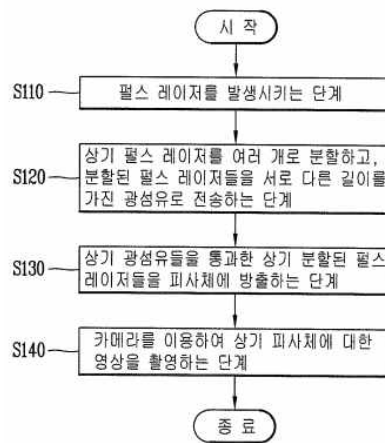 시 작
S110
펄스 레이저를 발생시키는 단계
S120
상기 펄스 레이저를 여러 개로 분할하고,
분할된 펄스 레이저들을 서로 다른 길이를
가진 광섬유로 전송하는 단계
S130
상기 광섬유들을 통과한 상기 분할된 펄스
레이저들을 피사체에 방출하는 단계
S140
카메라를 이용하여 상기 피사체에 대한
영상을 촬영하는 단계
종 료